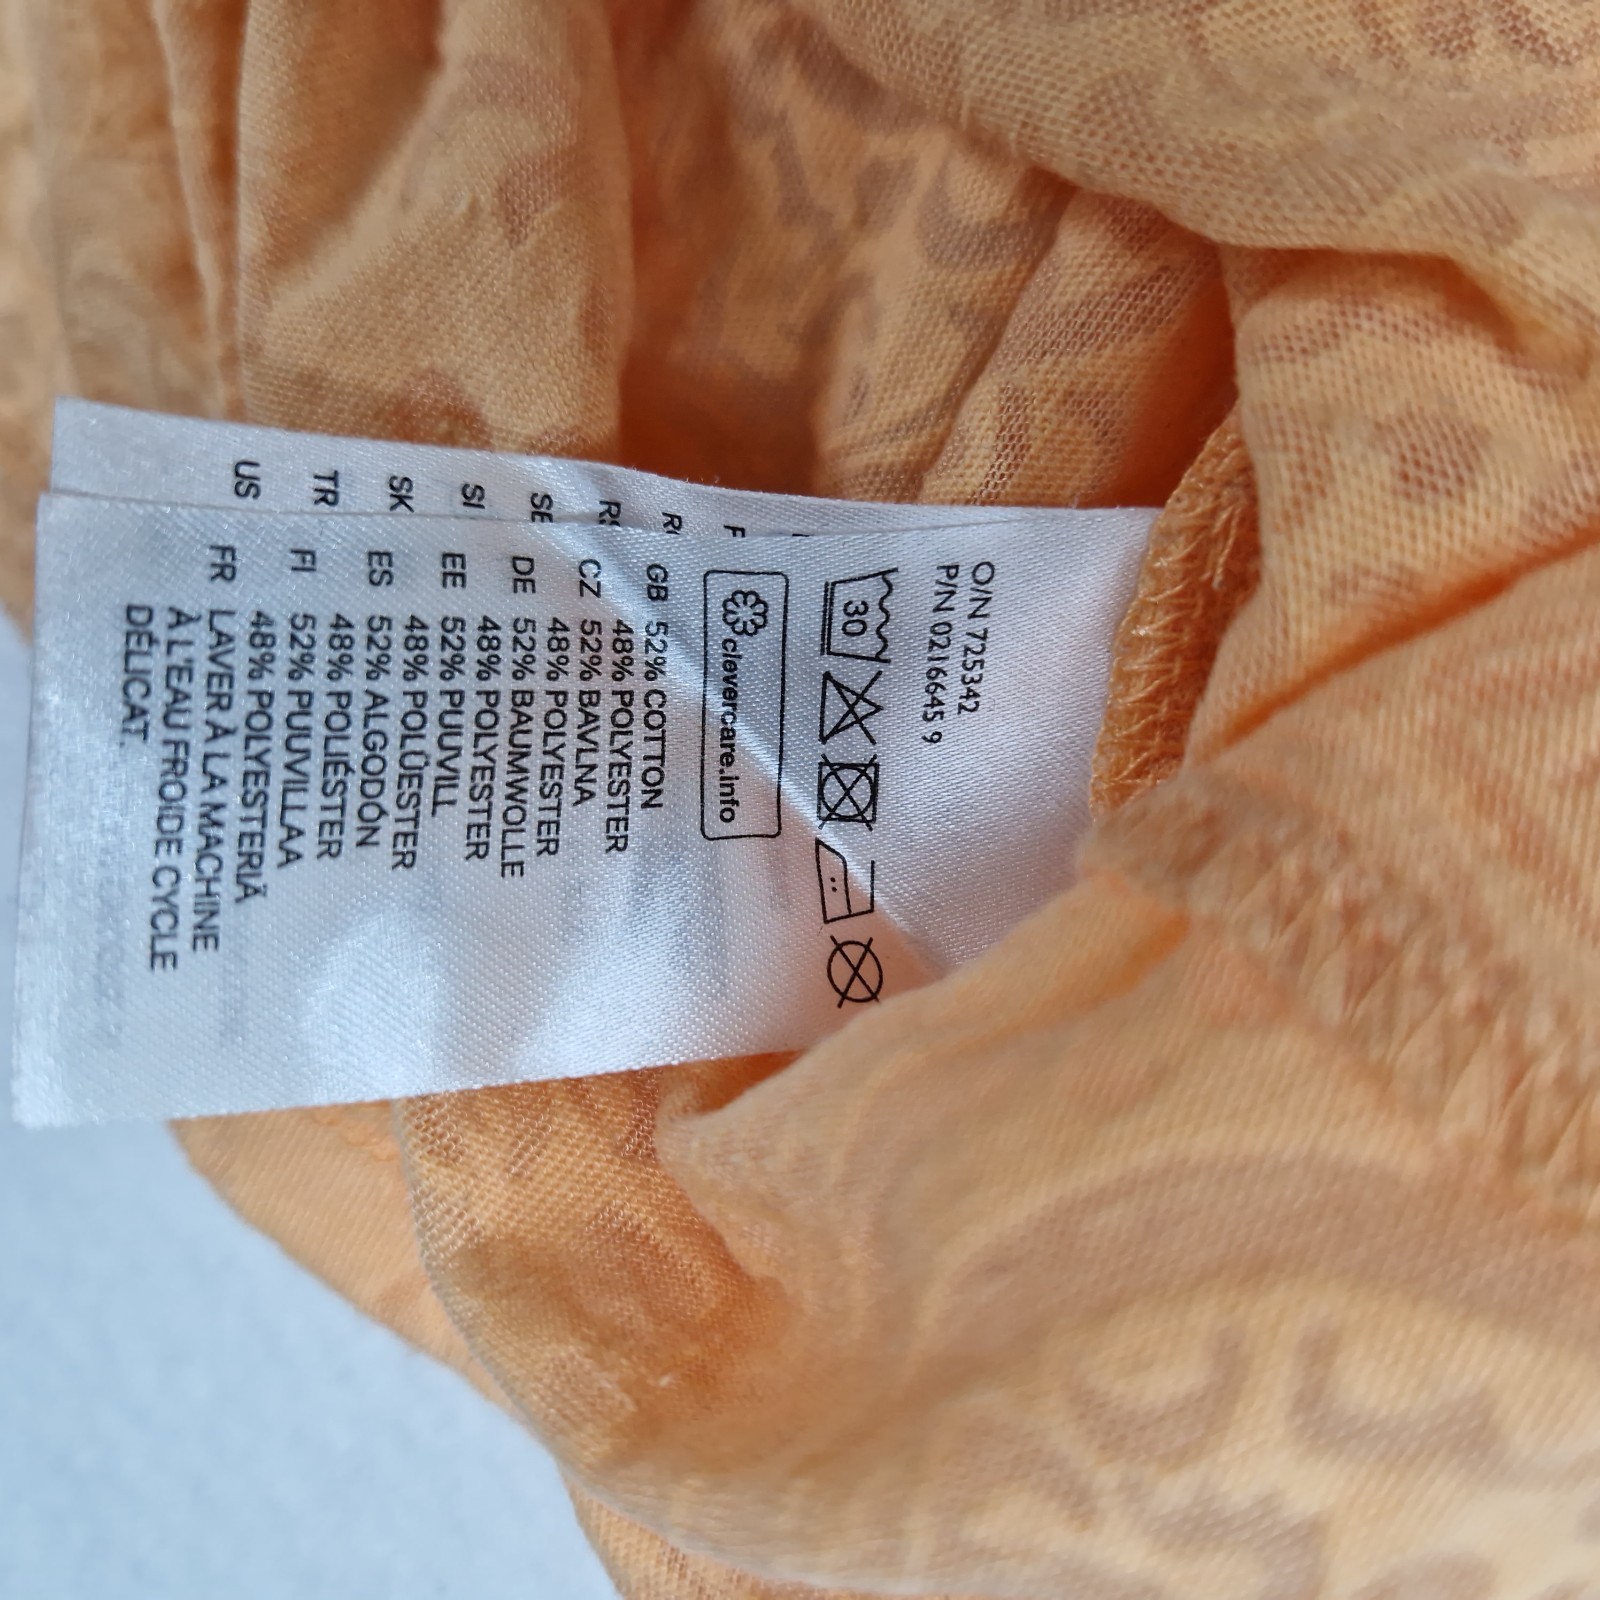 O/N 725342
P/N 0216645 9
30
clevercare.info
GB 52% COTTON
48% POLYESTER
CZ 52% BAVLNA
48% POLYESTER
DE 52% BAUMWOLLE
48% POLYESTER
EE 52% PUUVILL
48% POLÜESTER
ES 52% ALGODÓN
48% POLIÉSTER
FI 52% PUUVILLAA
48% POLYESTERIÄ
FR LAVER À LA MACHINE
À L'EAU FROIDE CYCLE
DÉLICAT.
SE
SI
SK
TR
US